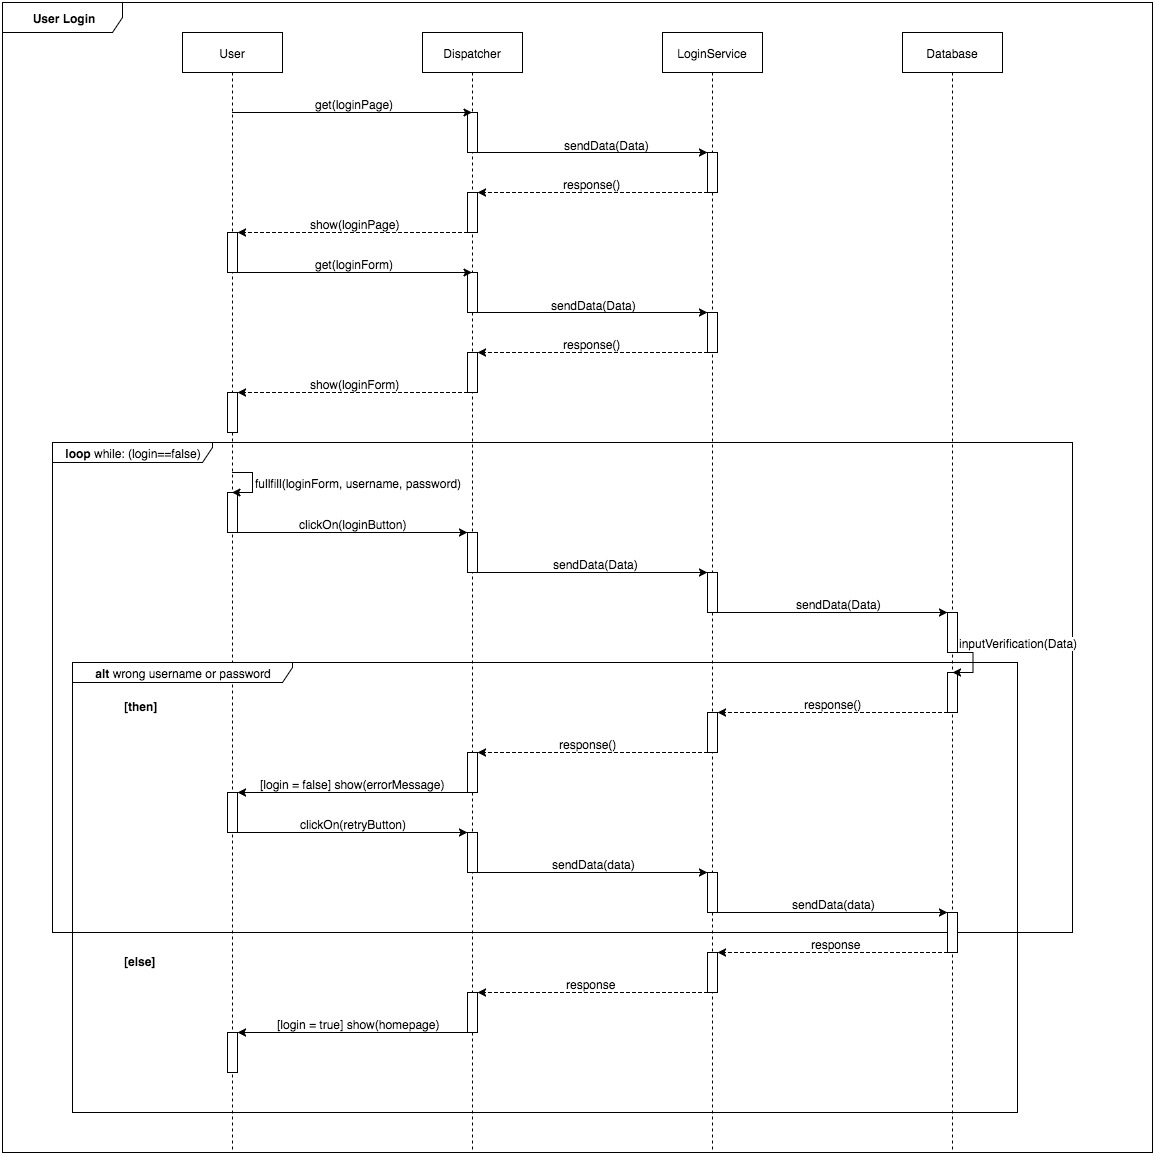 User Login
User
Dispatcher
LoginService
Database
get(loginPage)
sendData(Data)
response()
show(loginPage)
get(loginForm)
sendData(Data)
response()
show(loginForm)
loop while: (login==false)
fullfill(loginForm, username, password)
clickOn(loginButton)
sendData(Data)
sendData(Data)
inputVerification(Data)
alt wrong username or password
[then]
response()
response()
[login = false] show(errorMessage)
clickOn(retryButton)
sendData(data)
sendData(data)
response
[else]
response
[login = true] show(homepage)